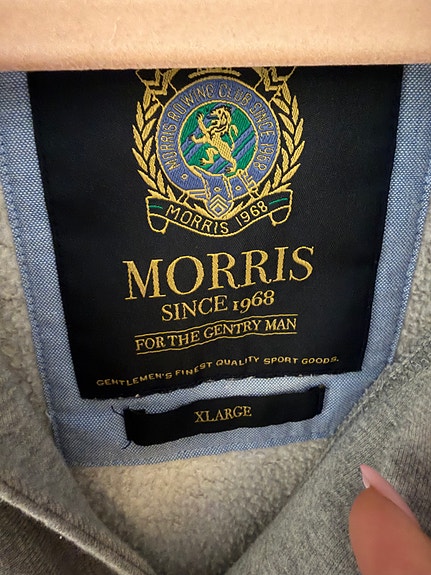 MORRIS ROWING CLUB SINCE 1968
MORRIS 1968
MORRIS
SINCE 1968
FOR THE GENTRY MAN
GENTLEMEN'S FINEST QUALITY SPORT GOODS.
XLARGE